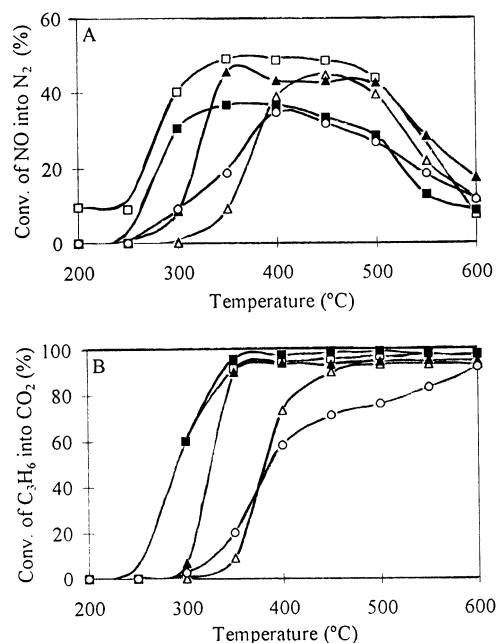 A
Conv. of NO into N₂ (%)
60
40
20
0
200 300 400 500 600
Temperature (°C)
B
Conv. of C₃H₆ into CO₂ (%)
100
80
60
40
20
0
200 300 400 500 600
Temperature (°C)